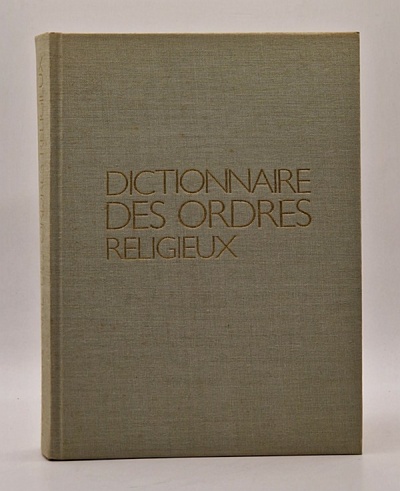 DICTIONNAIRE
DES ORDRES
RELIGIEUX